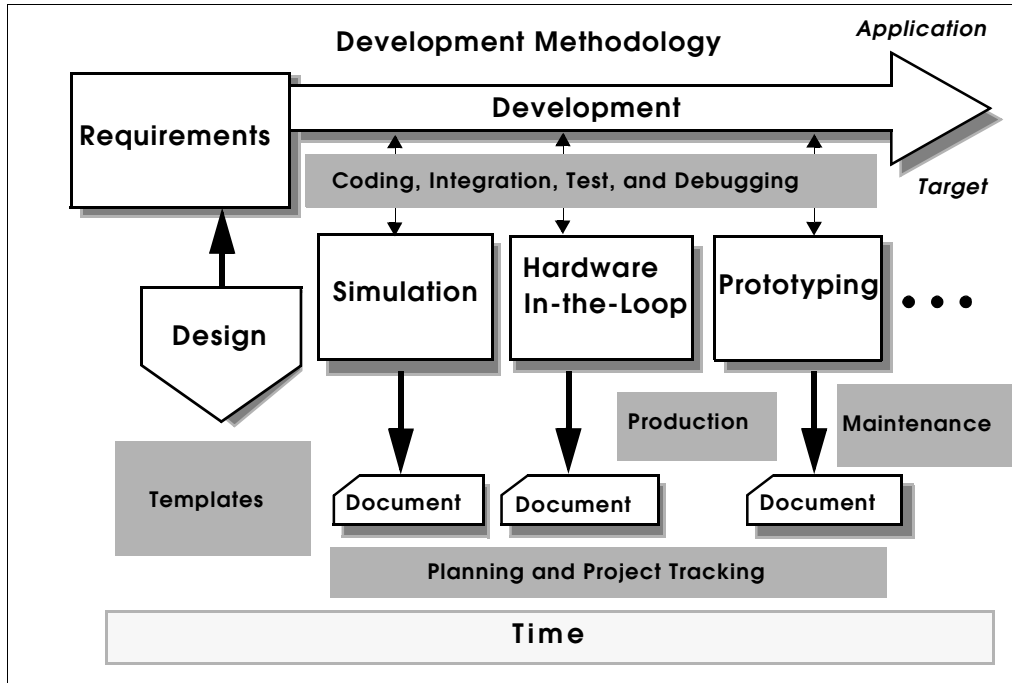 Development Methodology
Application
Development
Requirements
Coding, Integration, Test, and Debugging
Target
Simulation
Hardware
In-the-Loop
Prototyping
Design
Production
Maintenance
Templates
Document
Document
Document
Planning and Project Tracking
Time